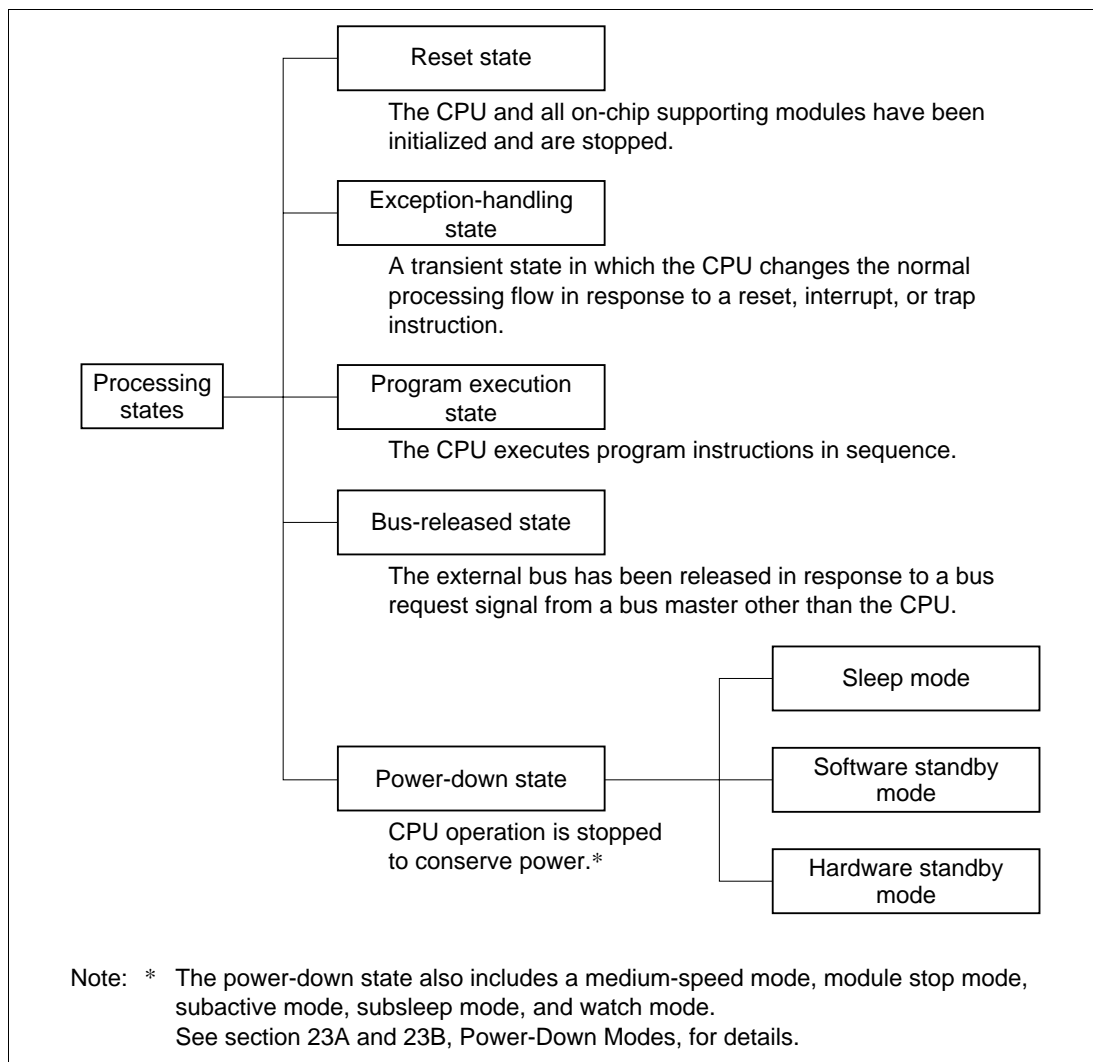 Reset state
The CPU and all on-chip supporting modules have been
initialized and are stopped.
Exception-handling
state
A transient state in which the CPU changes the normal
processing flow in response to a reset, interrupt, or trap
instruction.
Processing
states
Program execution
state
The CPU executes program instructions in sequence.
Bus-released state
The external bus has been released in response to a bus
request signal from a bus master other than the CPU.
Sleep mode
Power-down state
CPU operation is stopped
to conserve power.*
Software standby
mode
Hardware standby
mode
Note: * The power-down state also includes a medium-speed mode, module stop mode,
subactive mode, subsleep mode, and watch mode.
See section 23A and 23B, Power-Down Modes, for details.